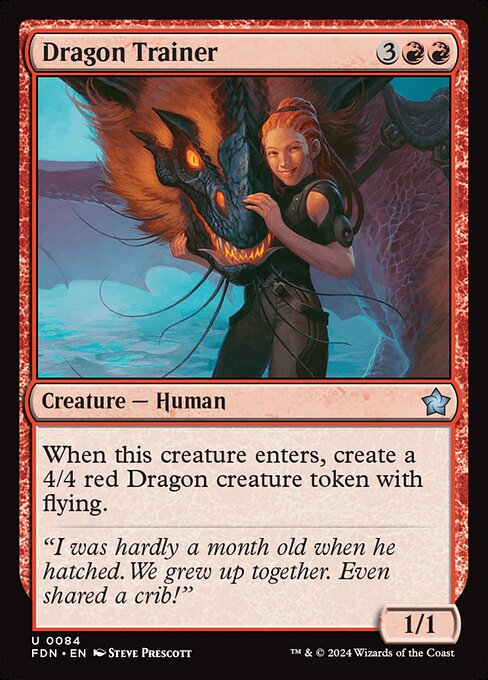 Dragon Trainer 3
Creature — Human
When this creature enters, create a
4/4 red Dragon creature token with
flying.
“I was hardly a month old when he
hatched. We grew up together. Even
shared a crib!”
1/1
U 0084
FDN • EN Steve Prescott
™ & © 2024 Wizards of the Coast